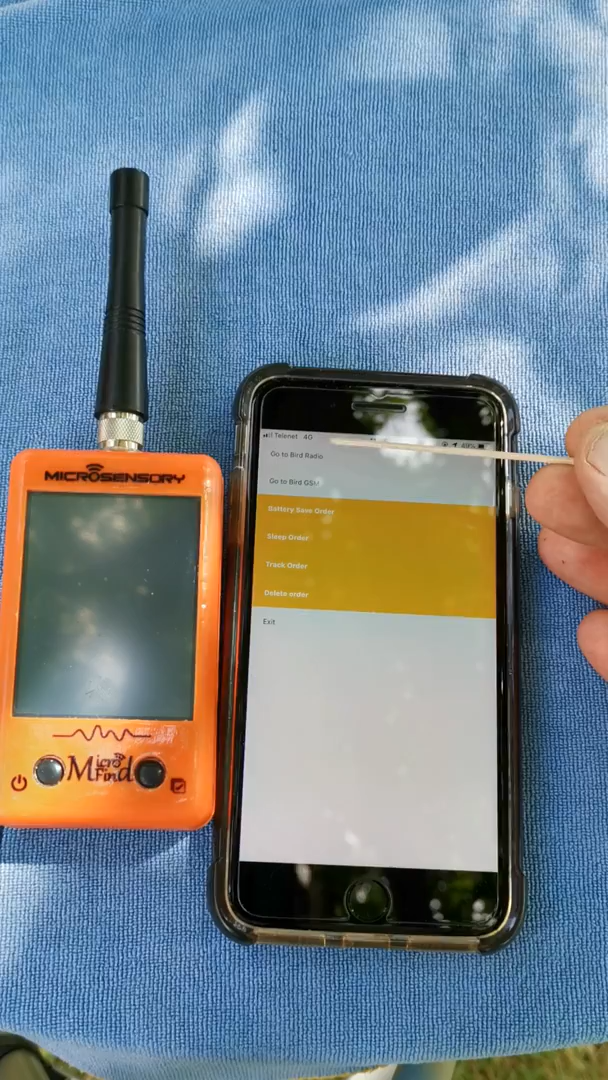 MICROSENSORY
Micro
Find
Telenet 4G
49%
Go to Bird Radio
Go to Bird GSM
Battery Save Order
Sleep Order
Track Order
Delete order
Exit